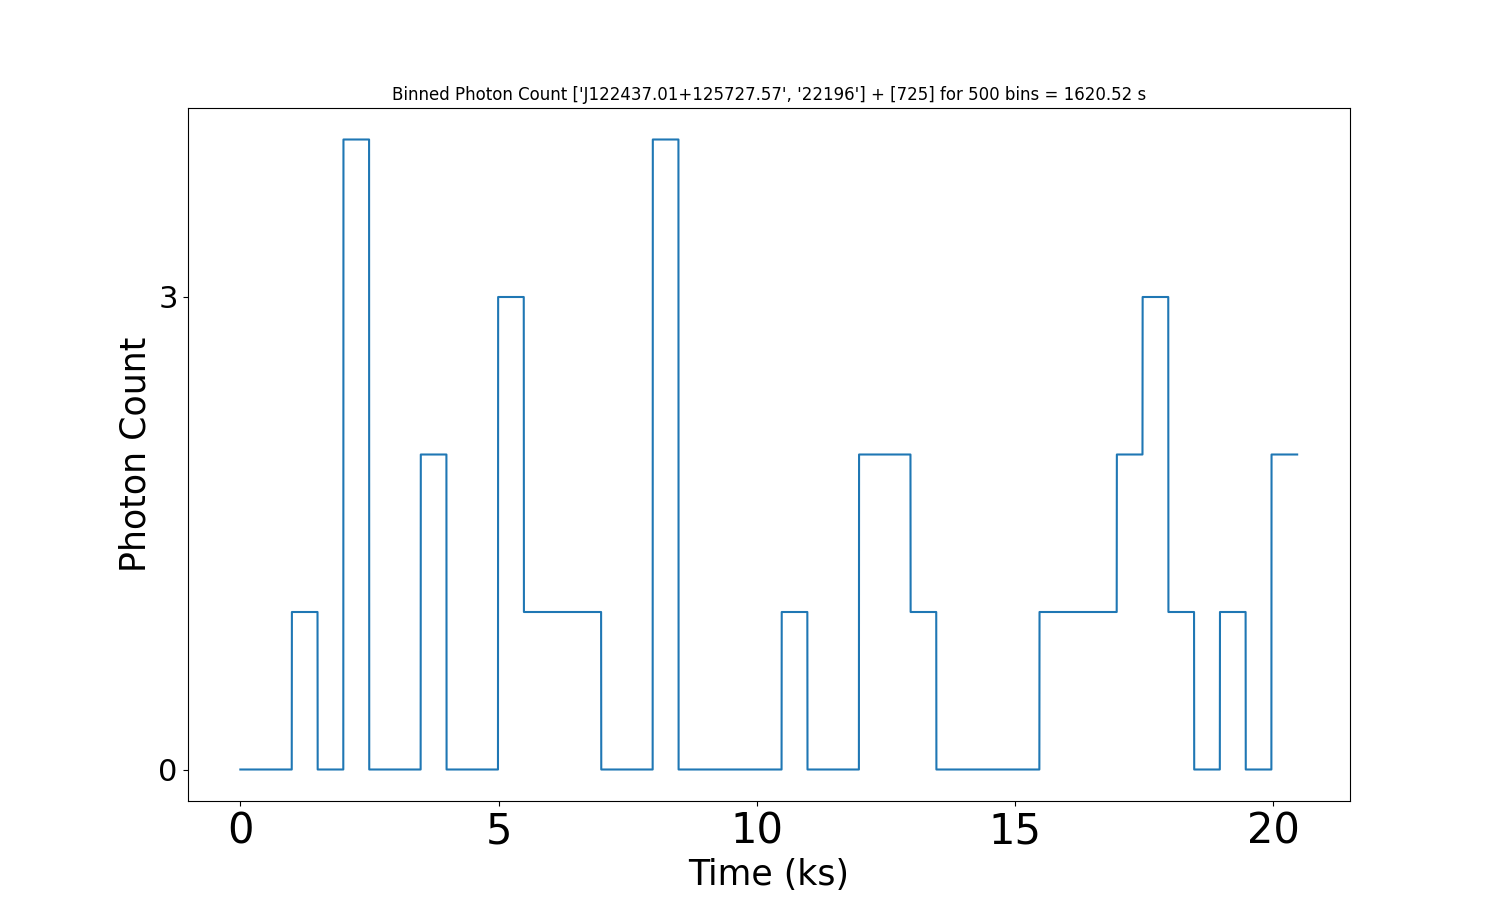 Binned Photon Count ['J122437.01+125727.57', '22196'] + [725] for 500 bins = 1620.52 s
3
0
Photon Count
0 5 10 15 20
Time (ks)